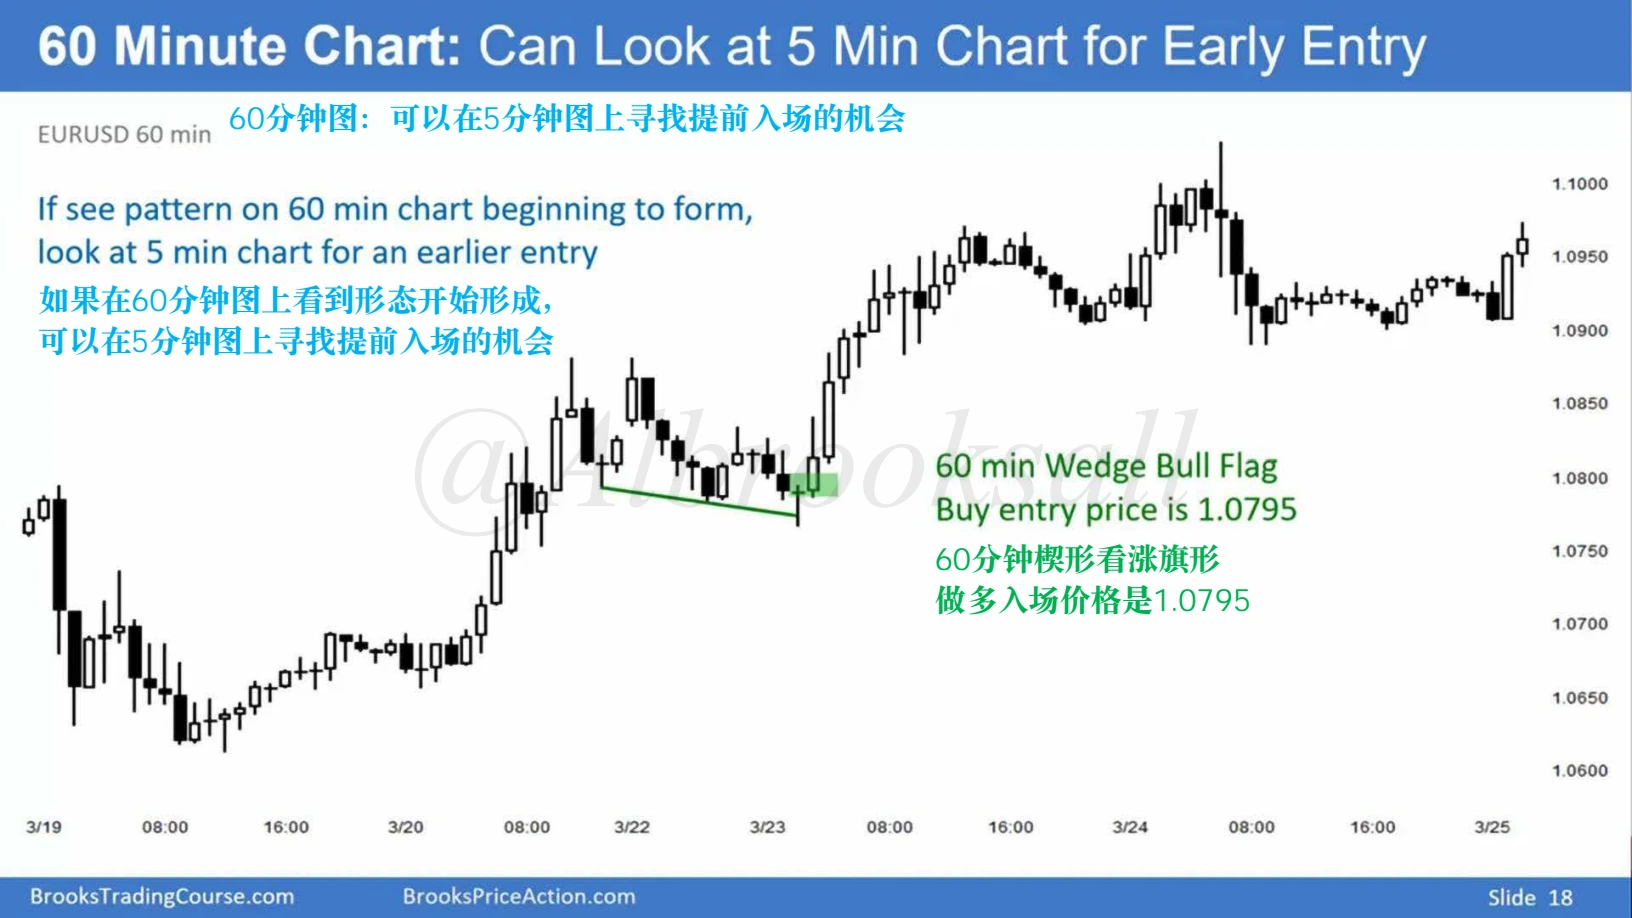 60 Minute Chart: Can Look at 5 Min Chart for Early Entry
60分钟图：可以在5分钟图上寻找提前入场的机会
EURUSD 60 min
If see pattern on 60 min chart beginning to form,
look at 5 min chart for an earlier entry
如果在60分钟图上看到形态开始形成，
可以在5分钟图上寻找提前入场的机会
@Albrooksall
60 min Wedge Bull Flag
Buy entry price is 1.0795
60分钟楔形看涨旗形
做多入场价格是1.0795
1.1000
1.0950
1.0900
1.0850
1.0800
1.0750
1.0700
1.0650
1.0600
3/19 08:00 16:00 3/20 08:00 3/22 3/23 08:00 16:00 3/24 08:00 16:00 3/25
BrooksTradingCourse.com BrooksPriceAction.com Slide 18